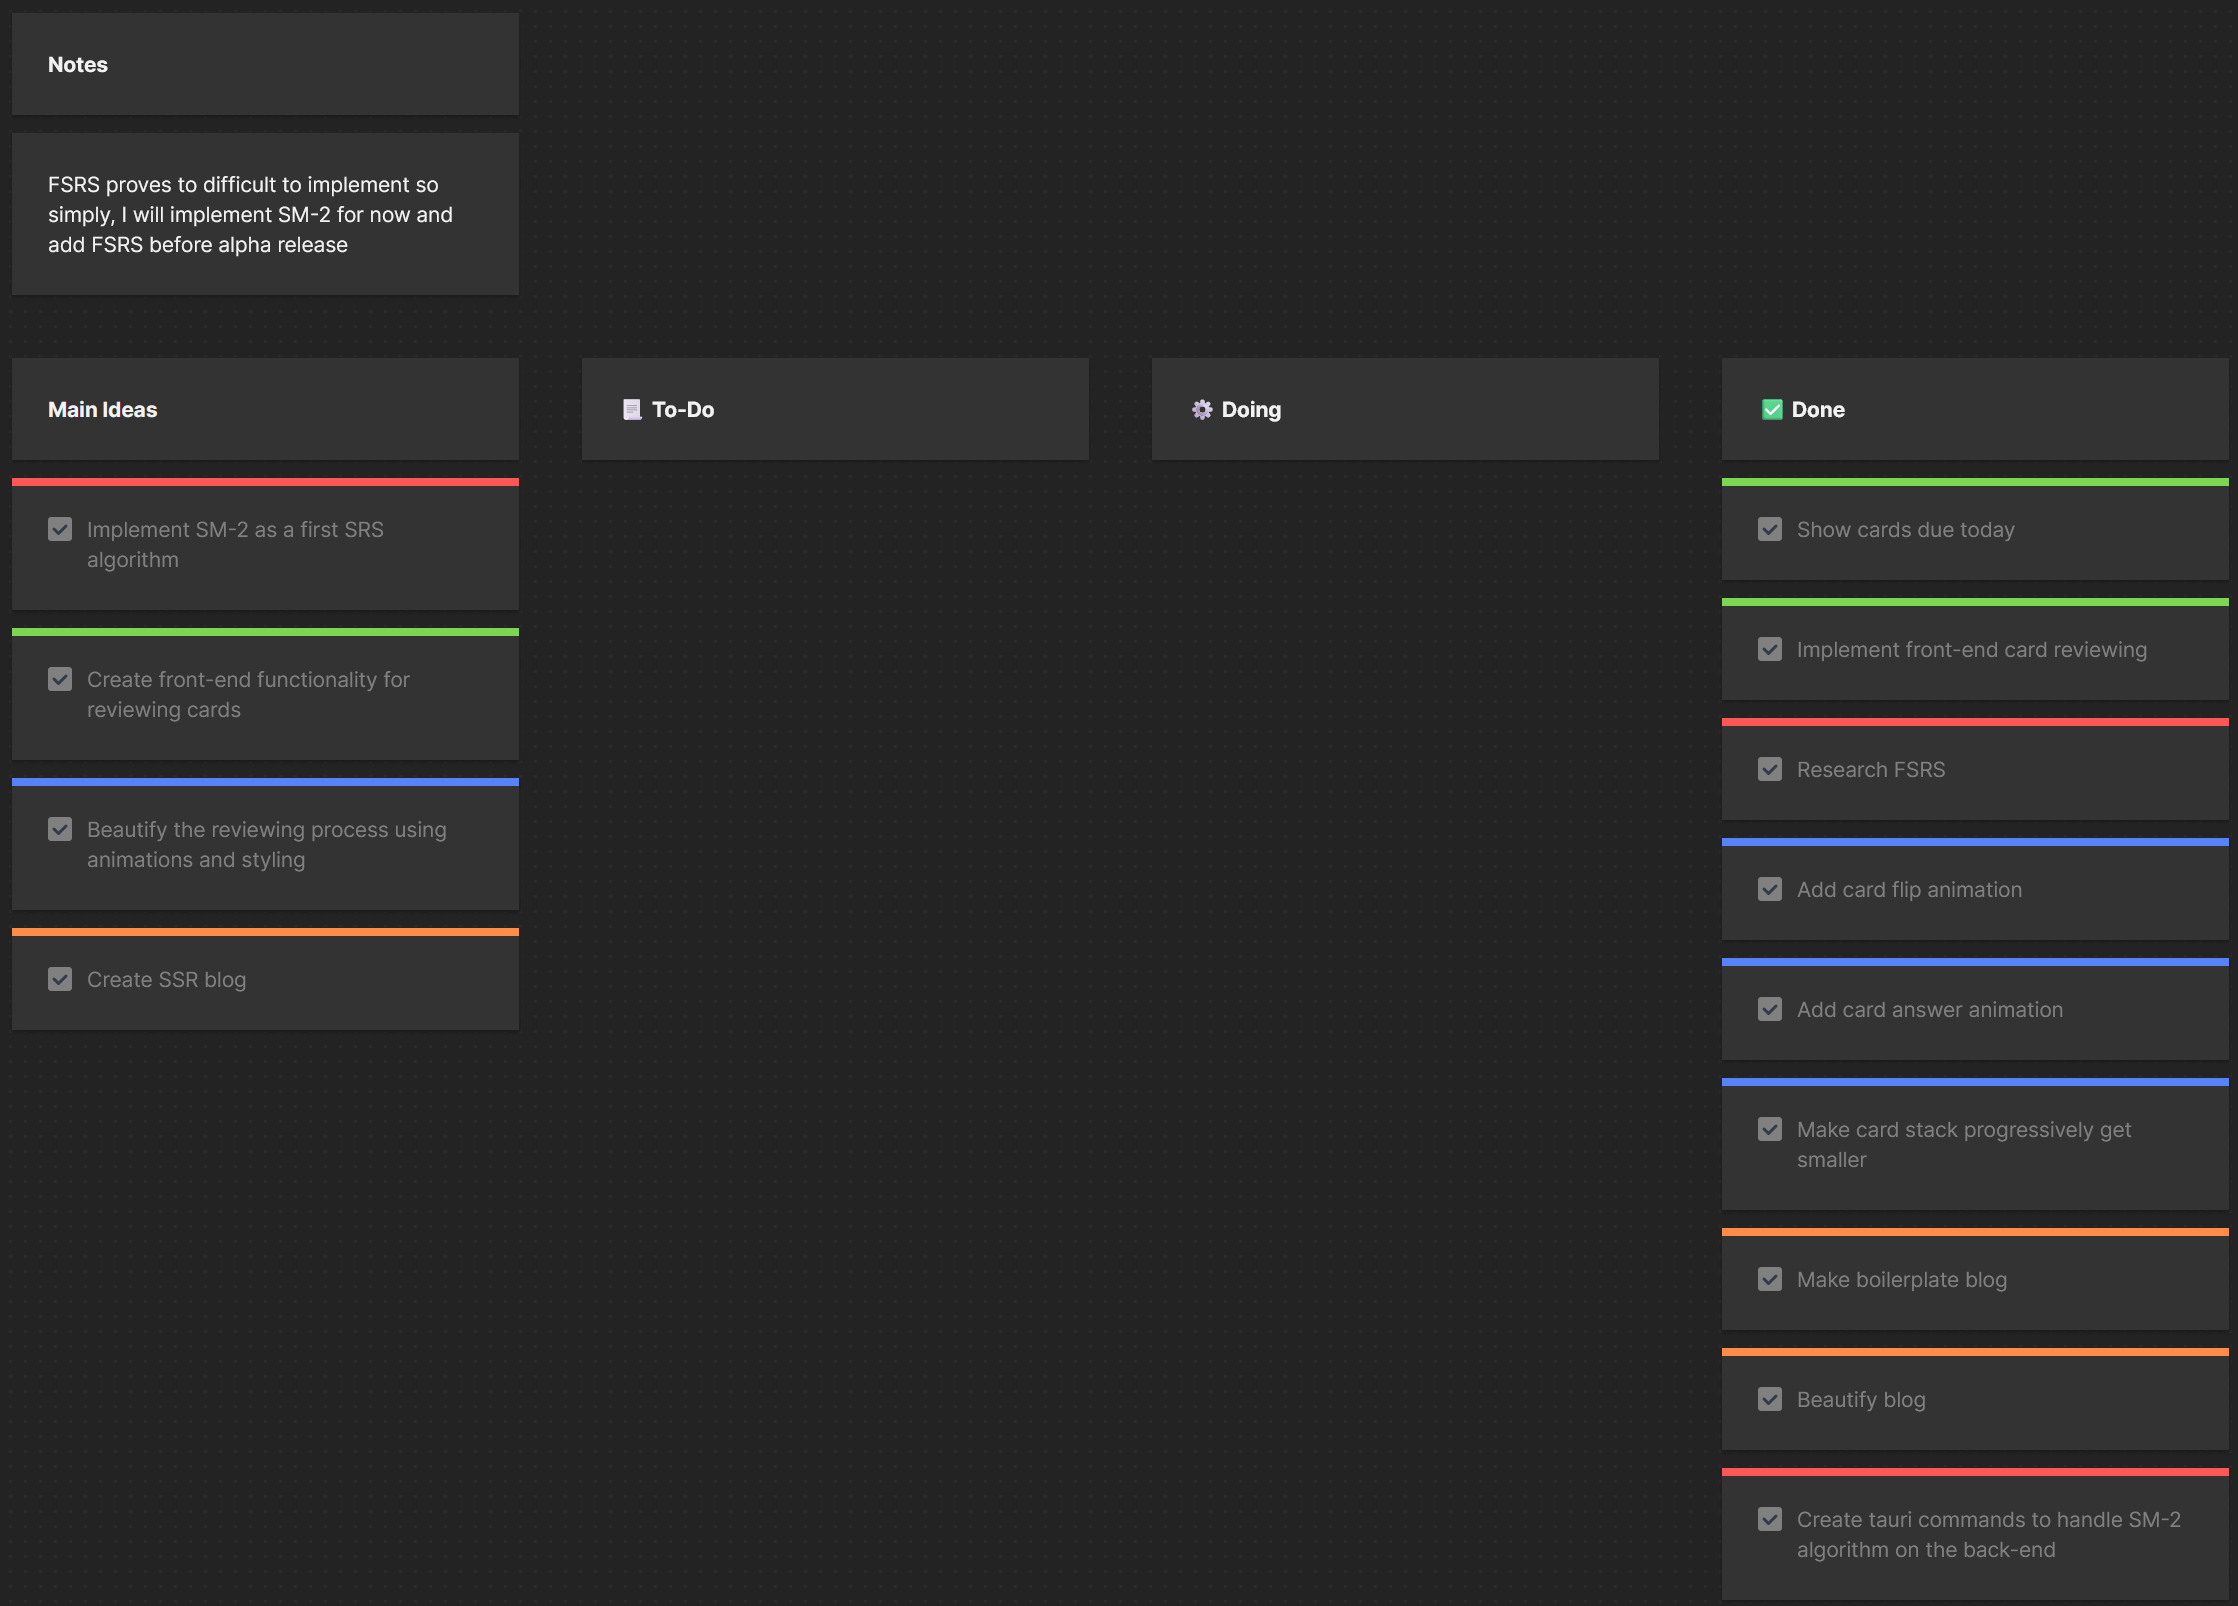 Notes
FSRS proves to difficult to implement so
simply, I will implement SM-2 for now and
add FSRS before alpha release
Main Ideas
Implement SM-2 as a first SRS
algorithm
Create front-end functionality for
reviewing cards
Beautify the reviewing process using
animations and styling
Create SSR blog
To-Do
Doing
Done
Show cards due today
Implement front-end card reviewing
Research FSRS
Add card flip animation
Add card answer animation
Make card stack progressively get
smaller
Make boilerplate blog
Beautify blog
Create tauri commands to handle SM-2
algorithm on the back-end